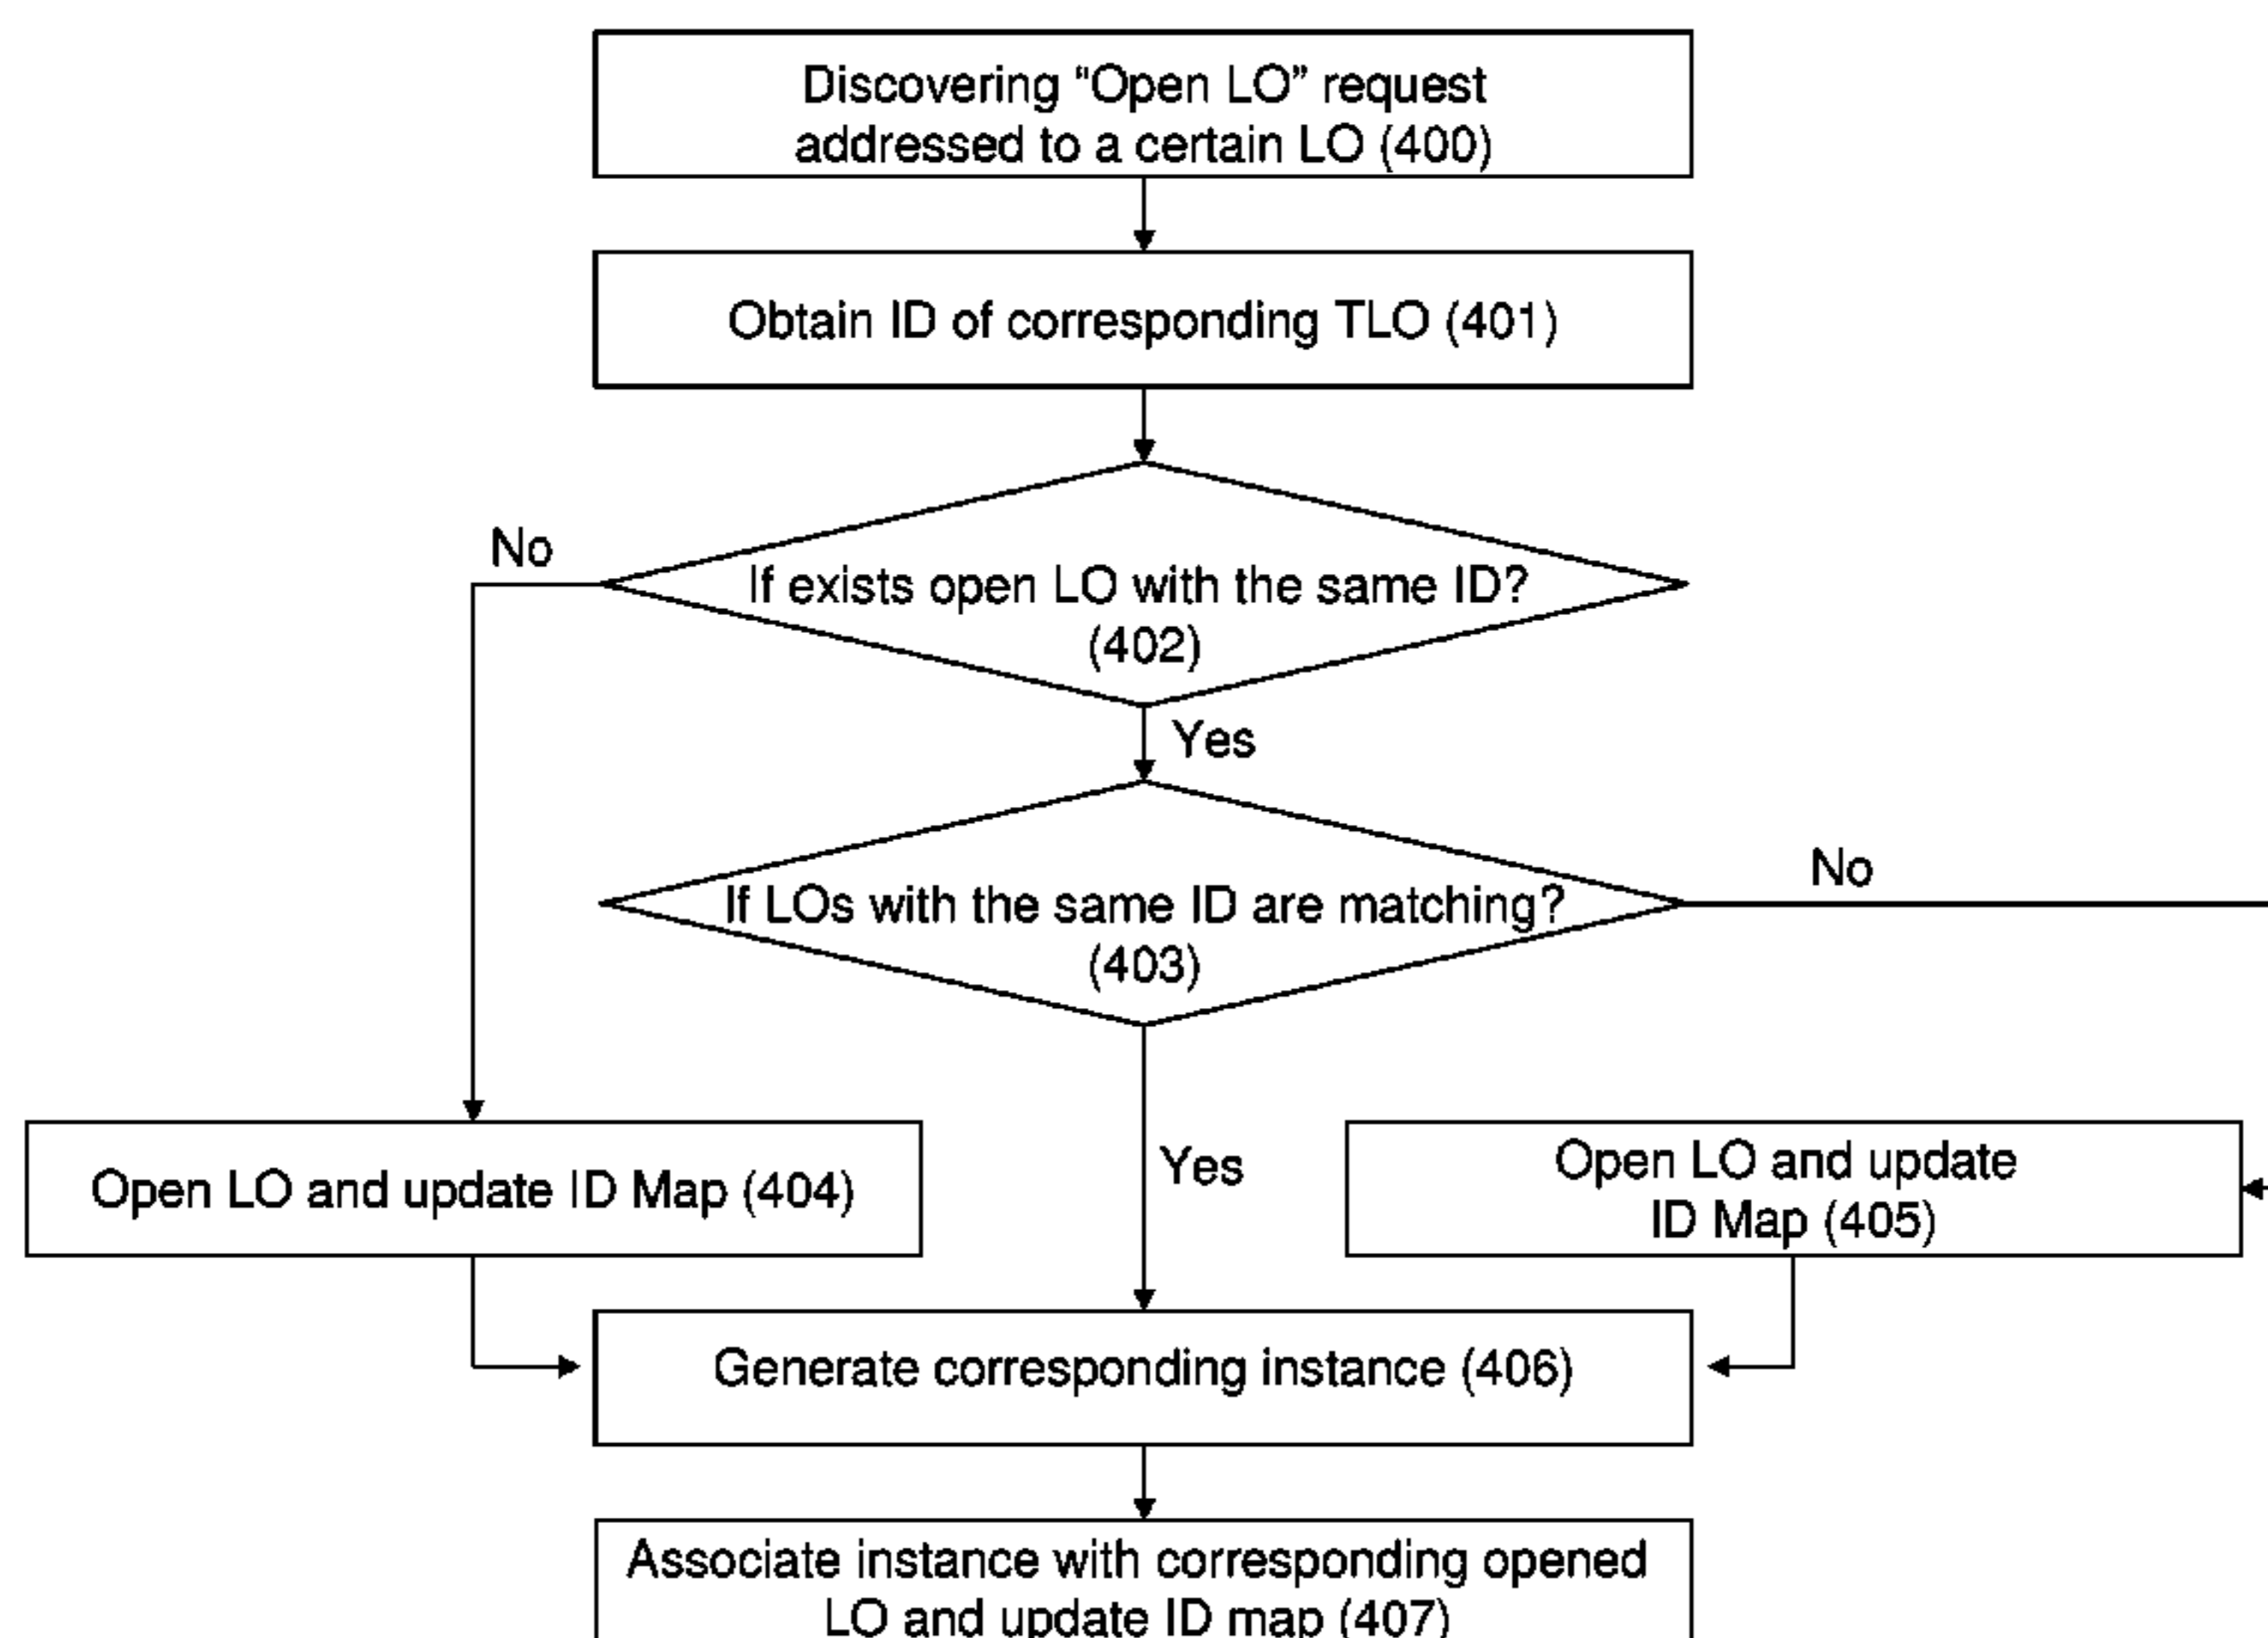 Discovering “Open LO” request
addressed to a certain LO (400)
Obtain ID of corresponding TLO (401)
No
If exists open LO with the same ID?
(402)
Yes
If LOs with the same ID are matching?
(403)
No
Open LO and update ID Map (404)
Yes
Open LO and update
ID Map (405)
Generate corresponding instance (406)
Associate instance with corresponding opened
LO and update ID map (407)